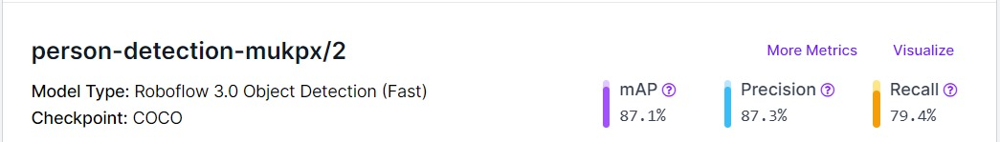 person-detection-mukpx/2
More Metrics Visualize
Model Type: Roboflow 3.0 Object Detection (Fast)
Checkpoint: COCO
mAP ? Precision ? Recall ?
87.1% 87.3% 79.4%